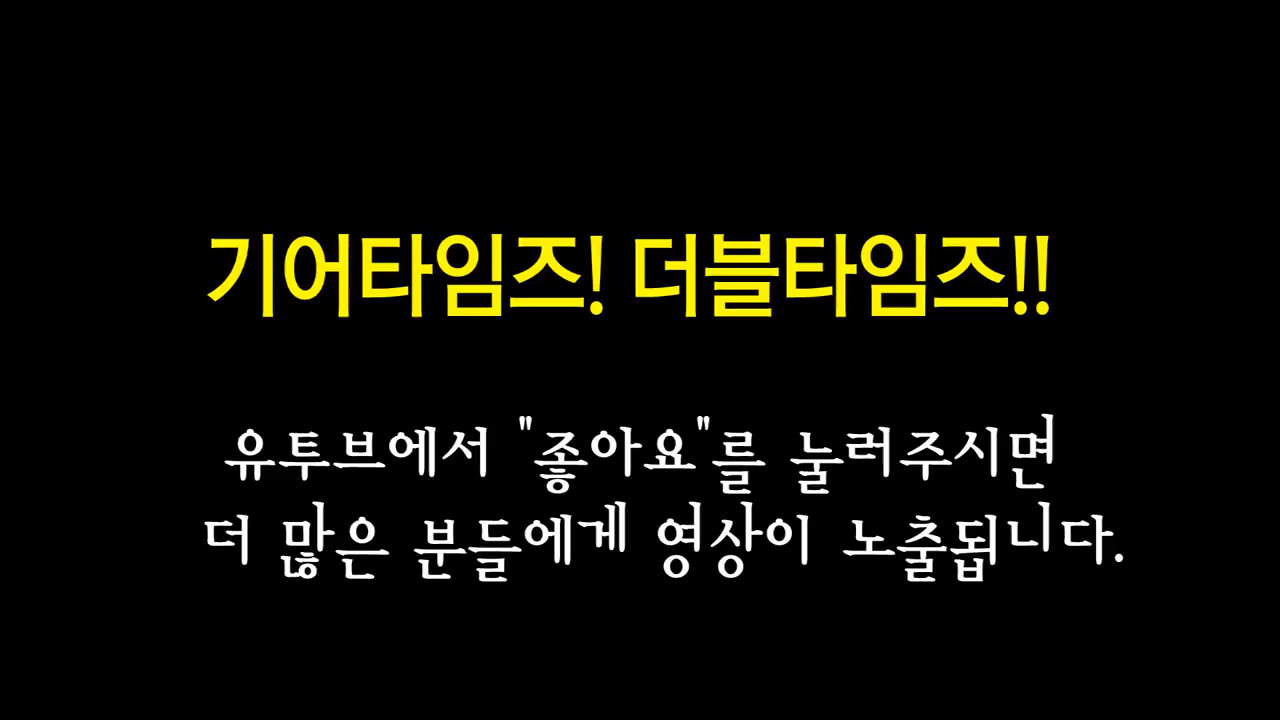 기어타임즈! 더블타임즈!!
유투브에서 "좋아요"를 눌러주시면
더 많은 분들에게 영상이 노출됩니다.